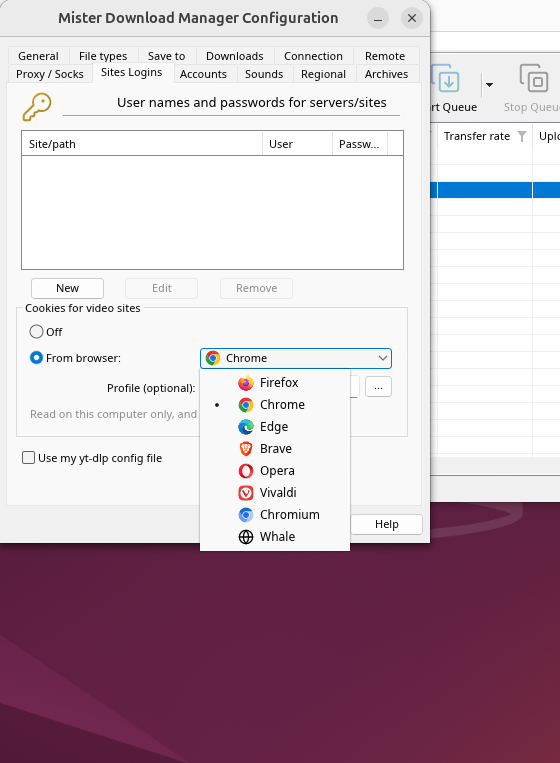 Mister Download Manager Configuration
General
File types
Save to
Downloads
Connection
Remote
Proxy / Socks
Sites Logins
Accounts
Sounds
Regional
Archives
User names and passwords for servers/sites
Site/path
User
Passw...
New
Edit
Remove
Cookies for video sites
Off
From browser:
Chrome
Profile (optional):
...
Firefox
Chrome
Edge
Brave
Opera
Vivaldi
Chromium
Whale
Read on this computer only, and
Use my yt-dlp config file
Help
Queue
Stop
Transfer rate